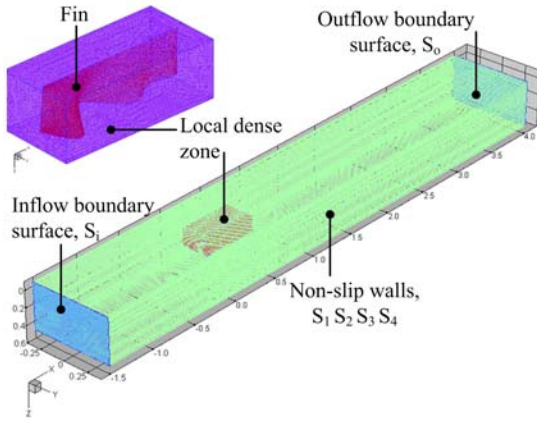 Fin
Outflow boundary
surface, Sₒ
Local dense
zone
Inflow boundary
surface, Sᵢ
Non-slip walls,
S₁ S₂ S₃ S₄
4.0
3.5
3.0
2.5
2.0
1.5
1.0
0.5
0.0
-0.5
-1.0
-1.5
0
0.2
0.4
0.6
-0.25
0
0.25
X
Y
Z